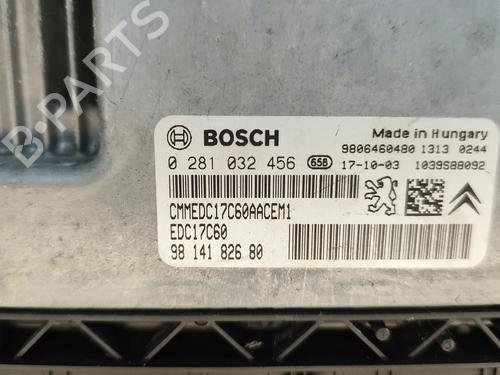 B-PARTS
BOSCH
Made in Hungary
9806460480 1313 0244
0 281 032 456 658 17-10-03 1039S88092
CMMEDC17C60AACEM1
EDC17C60
98 141 826 80